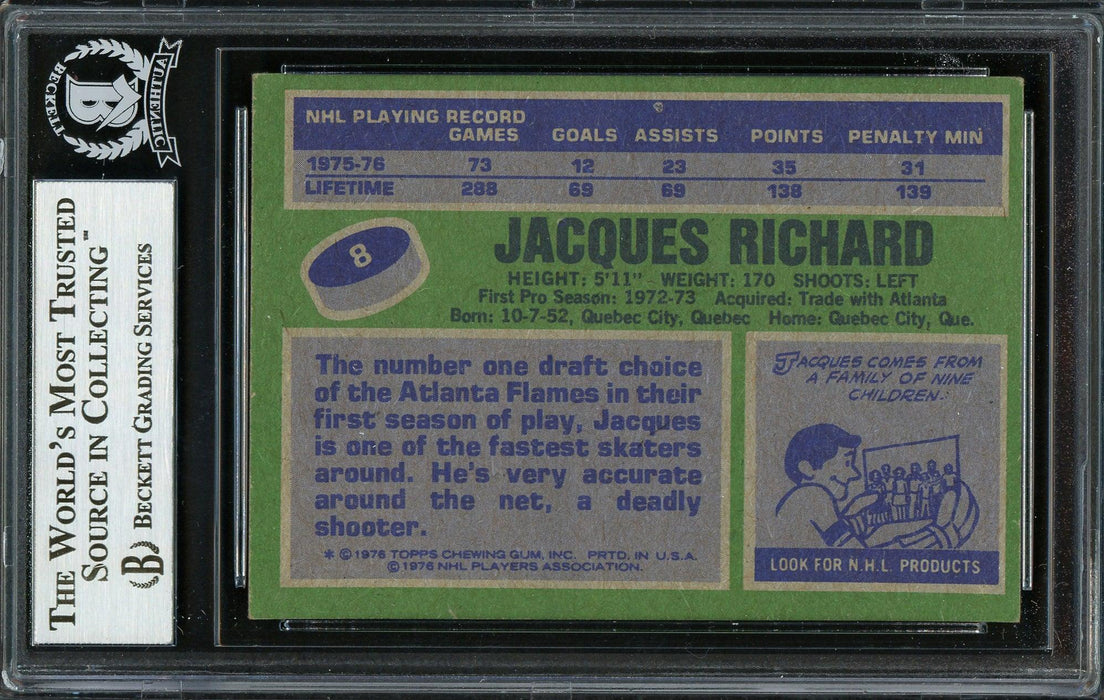 BECKETT
AUTHENTIC
B
THE WORLD'S MOST TRUSTED
SOURCE IN COLLECTING™
BECKETT GRADING SERVICES
B
NHL PLAYING RECORD
GAMES GOALS ASSISTS POINTS PENALTY MIN
1975-76 73 12 23 35 31
LIFETIME 288 69 69 138 139
8
JACQUES RICHARD
HEIGHT: 5'11" WEIGHT: 170 SHOOTS: LEFT
First Pro Season: 1972-73 Acquired: Trade with Atlanta
Born: 10-7-52, Quebec City, Quebec Home: Quebec City, Que.
The number one draft choice
of the Atlanta Flames in their
first season of play, Jacques
is one of the fastest skaters
around. He's very accurate
around the net, a deadly
shooter.
* © 1976 TOPPS CHEWING GUM, INC. PRTD. IN U.S.A.
© 1976 NHL PLAYERS ASSOCIATION.
JACQUES COMES FROM
A FAMILY OF NINE
CHILDREN.
LOOK FOR N.H.L. PRODUCTS